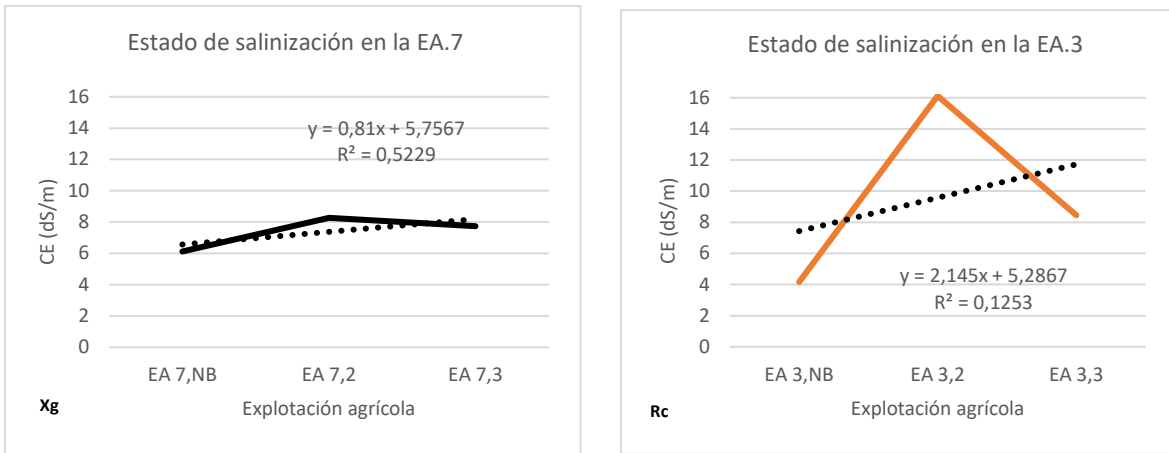 Estado de salinización en la EA.7
16
14
12
10
8
6
4
2
0
CE (dS/m)
y = 0,81x + 5,7567
R² = 0,5229
EA 7,NB
EA 7,2
EA 7,3
Explotación agrícola
Xg
Estado de salinización en la EA.3
16
14
12
10
8
6
4
2
0
CE (dS/m)
y = 2,145x + 5,2867
R² = 0,1253
EA 3,NB
EA 3,2
EA 3,3
Explotación agrícola
Rc